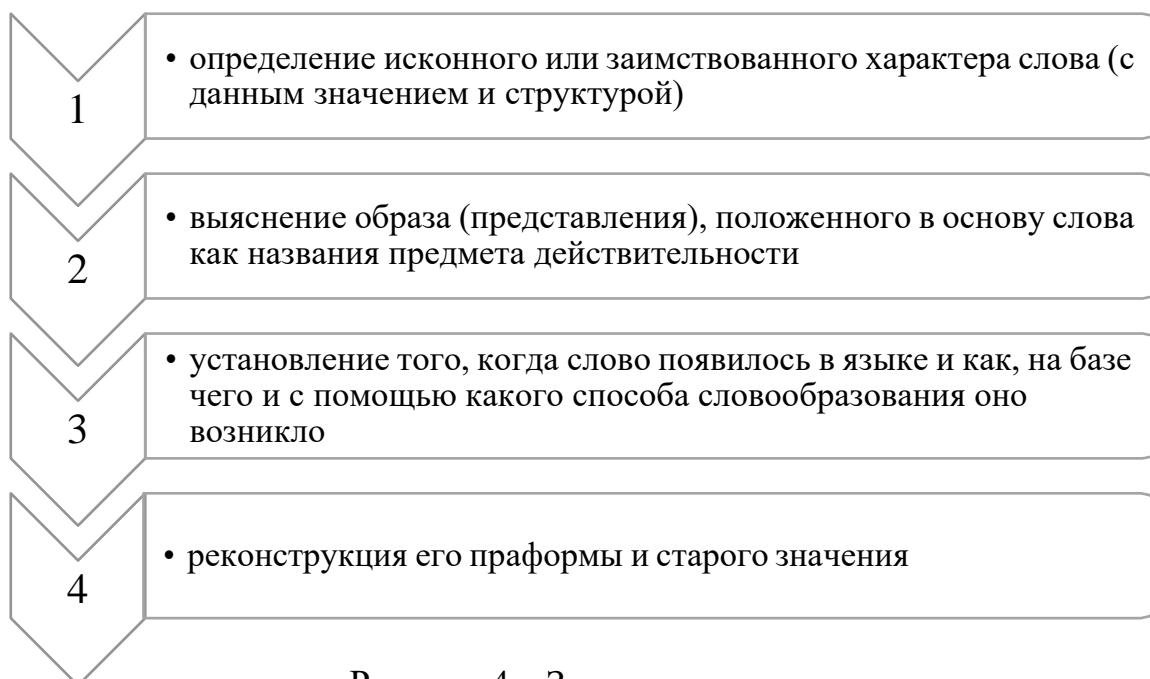 1
• определение исконного или заимствованного характера слова (с
данным значением и структурой)
2
• выяснение образа (представления), положенного в основу слова
как названия предмета действительности
3
• установление того, когда слово появилось в языке и как, на базе
чего и с помощью какого способа словообразования оно
возникло
4
• реконструкция его праформы и старого значения